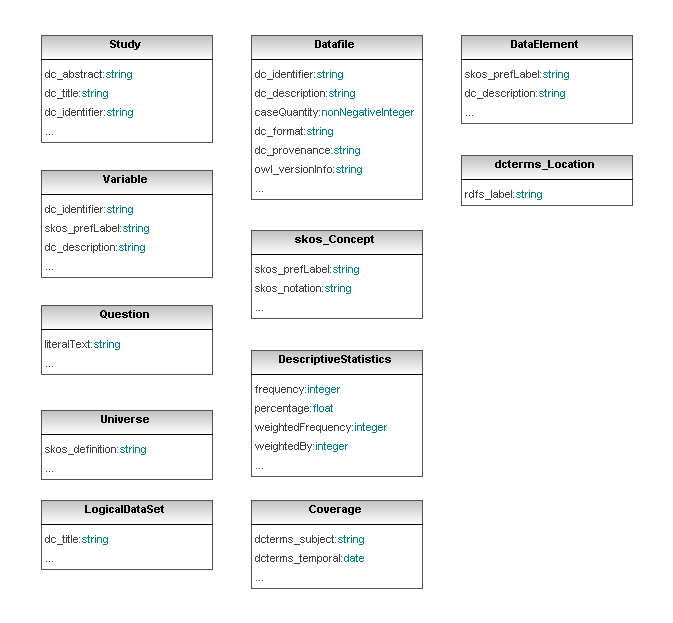 Study
dc_abstract:string
dc_title:string
dc_identifier:string
...
Variable
dc_identifier:string
skos_prefLabel:string
dc_description:string
...
Question
literalText:string
...
Universe
skos_definition:string
...
LogicalDataSet
dc_title:string
...
Datafile
dc_identifier:string
dc_description:string
caseQuantity:nonNegativeInteger
dc_format:string
dc_provenance:string
owl_versionInfo:string
...
skos_Concept
skos_prefLabel:string
skos_notation:string
...
DescriptiveStatistics
frequency:integer
percentage:float
weightedFrequency:integer
weightedBy:integer
...
Coverage
dcterms_subject:string
dcterms_temporal:date
...
DataElement
skos_prefLabel:string
dc_description:string
...
dcterms_Location
rdfs_label:string